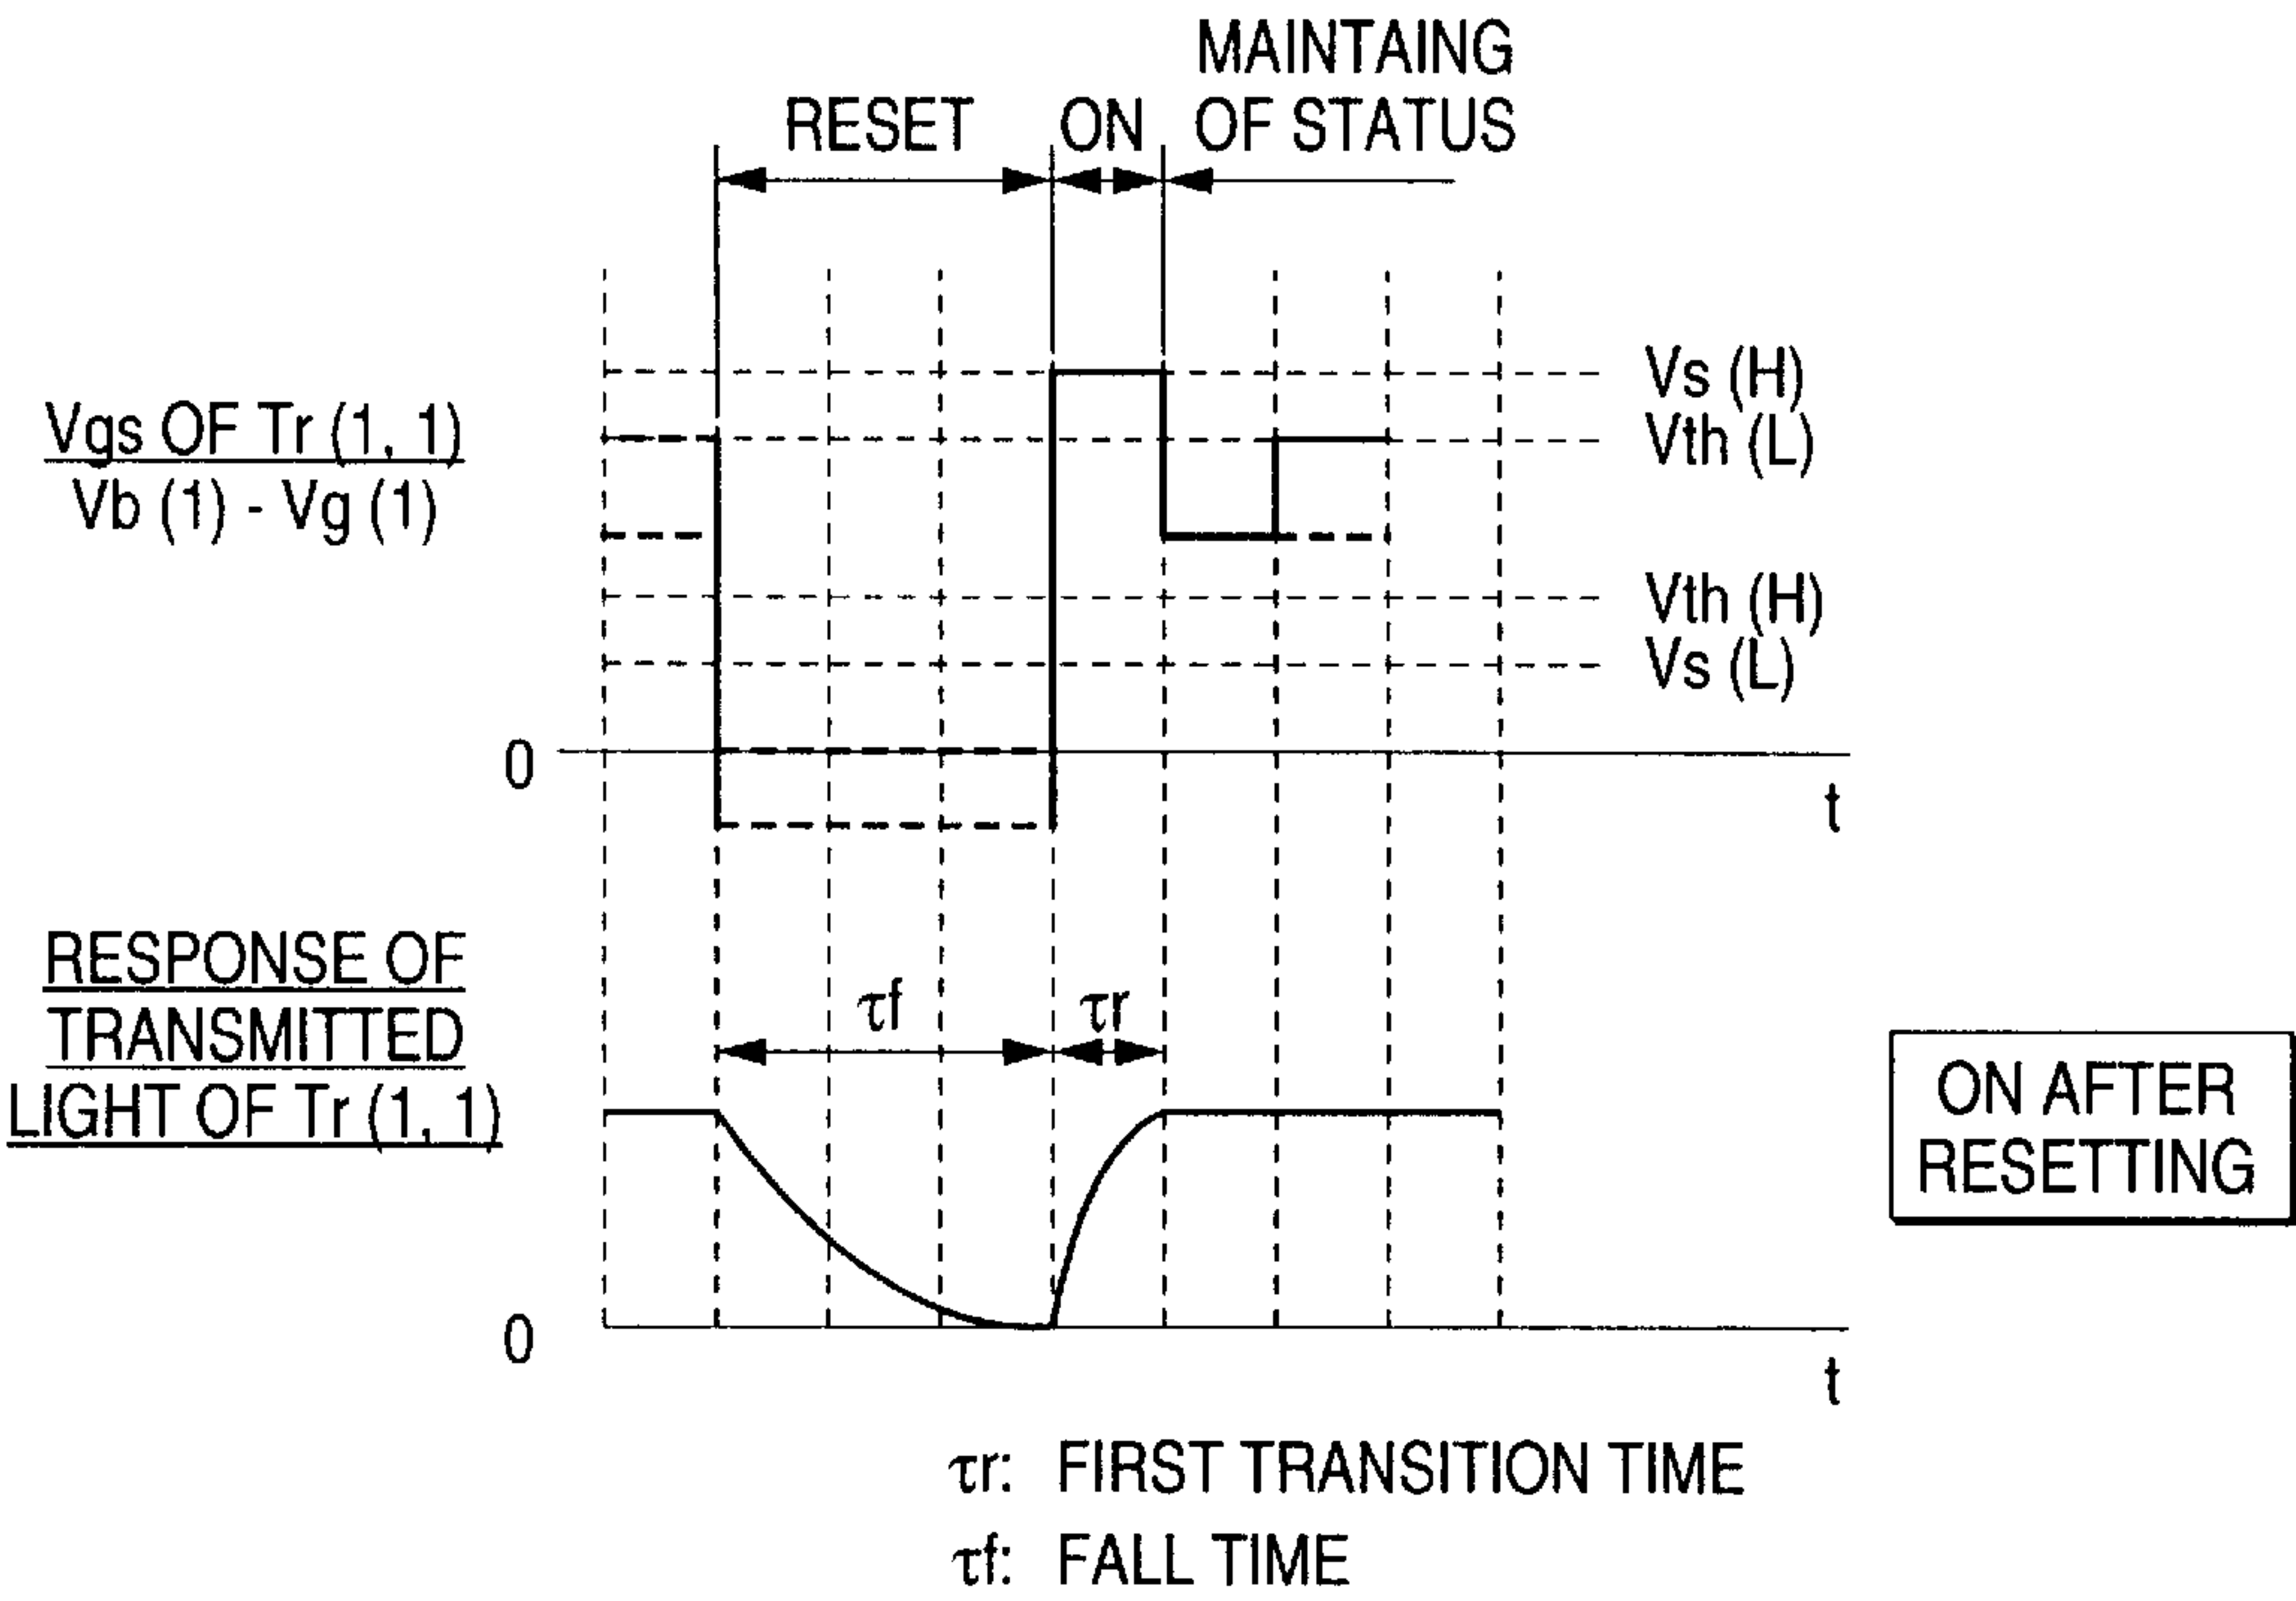 MAINTAING
RESET ON OF STATUS
Vs (H)
Vgs OF Tr (1, 1)
Vth (L)
Vb (1) - Vg (1)
Vth (H)
Vs (L)
0
t
RESPONSE OF
TRANSMITTED
LIGHT OF Tr (1, 1)
τf τr
ON AFTER
RESETTING
0
t
τr: FIRST TRANSITION TIME
τf: FALL TIME